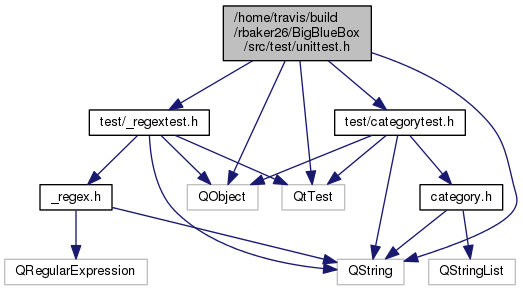 /home/travis/build
/rbaker26/BigBlueBox
/src/test/unittest.h
test/_regextest.h
test/categorytest.h
_regex.h
QObject
QtTest
category.h
QRegularExpression
QString
QStringList